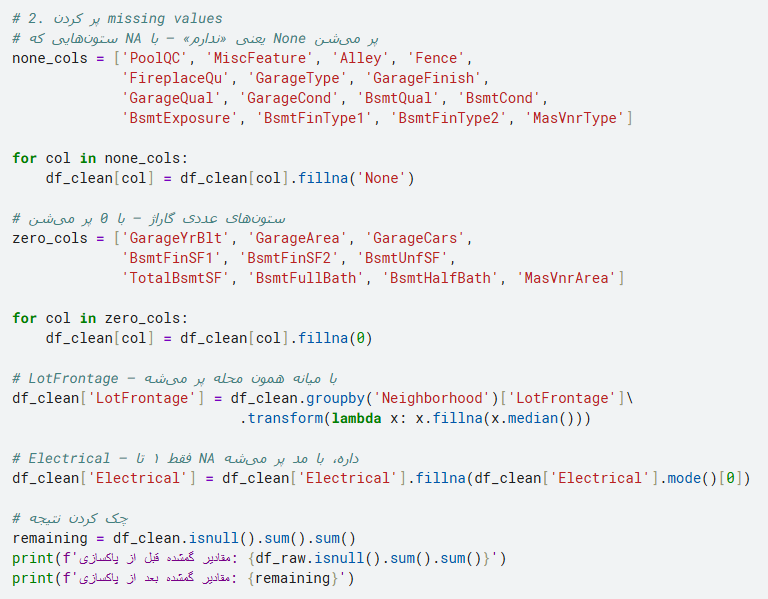 # 2. پر کردن missing values
# ستون‌هایی که NA یعنی «ندارم» — با None پر می‌شن
none_cols = ['PoolQC', 'MiscFeature', 'Alley', 'Fence',
'FireplaceQu', 'GarageType', 'GarageFinish',
'GarageQual', 'GarageCond', 'BsmtQual', 'BsmtCond',
'BsmtExposure', 'BsmtFinType1', 'BsmtFinType2', 'MasVnrType']
for col in none_cols:
df_clean[col] = df_clean[col].fillna('None')
# ستون‌های عددی گاراژ — با 0 پر می‌شن
zero_cols = ['GarageYrBlt', 'GarageArea', 'GarageCars',
'BsmtFinSF1', 'BsmtFinSF2', 'BsmtUnfSF',
'TotalBsmtSF', 'BsmtFullBath', 'BsmtHalfBath', 'MasVnrArea']
for col in zero_cols:
df_clean[col] = df_clean[col].fillna(0)
# LotFrontage — با میانه همون محله پر می‌شه
df_clean['LotFrontage'] = df_clean.groupby('Neighborhood')['LotFrontage']\
.transform(lambda x: x.fillna(x.median()))
# Electrical — فقط ۱ تا NA داره، با مد پر می‌شه
df_clean['Electrical'] = df_clean['Electrical'].fillna(df_clean['Electrical'].mode()[0])
# چک کردن نتیجه
remaining = df_clean.isnull().sum().sum()
print(f'مقادیر گمشده قبل از پاکسازی: {df_raw.isnull().sum().sum()}')
print(f'مقادیر گمشده بعد از پاکسازی: {remaining}')